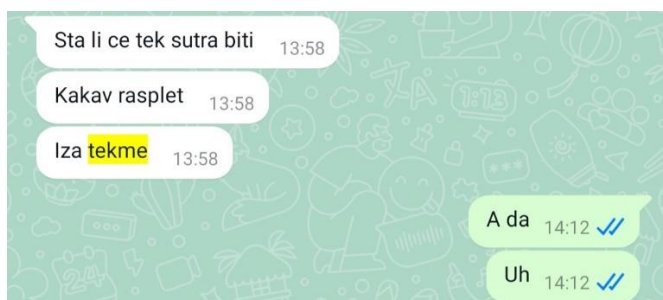 Sta li ce tek sutra biti 13:58
Kakav rasplet 13:58
Iza tekme 13:58
A da 14:12
Uh 14:12